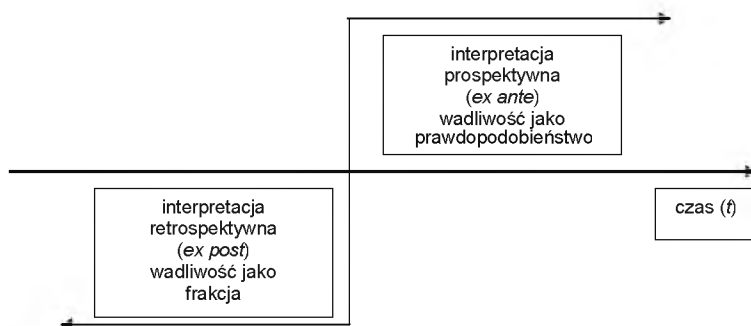 interpretacja
prospektywna
(ex ante)
wadliwość jako
prawdopodobieństwo
interpretacja
retrospektywna
(ex post)
wadliwość jako
frakcja
czas (t)